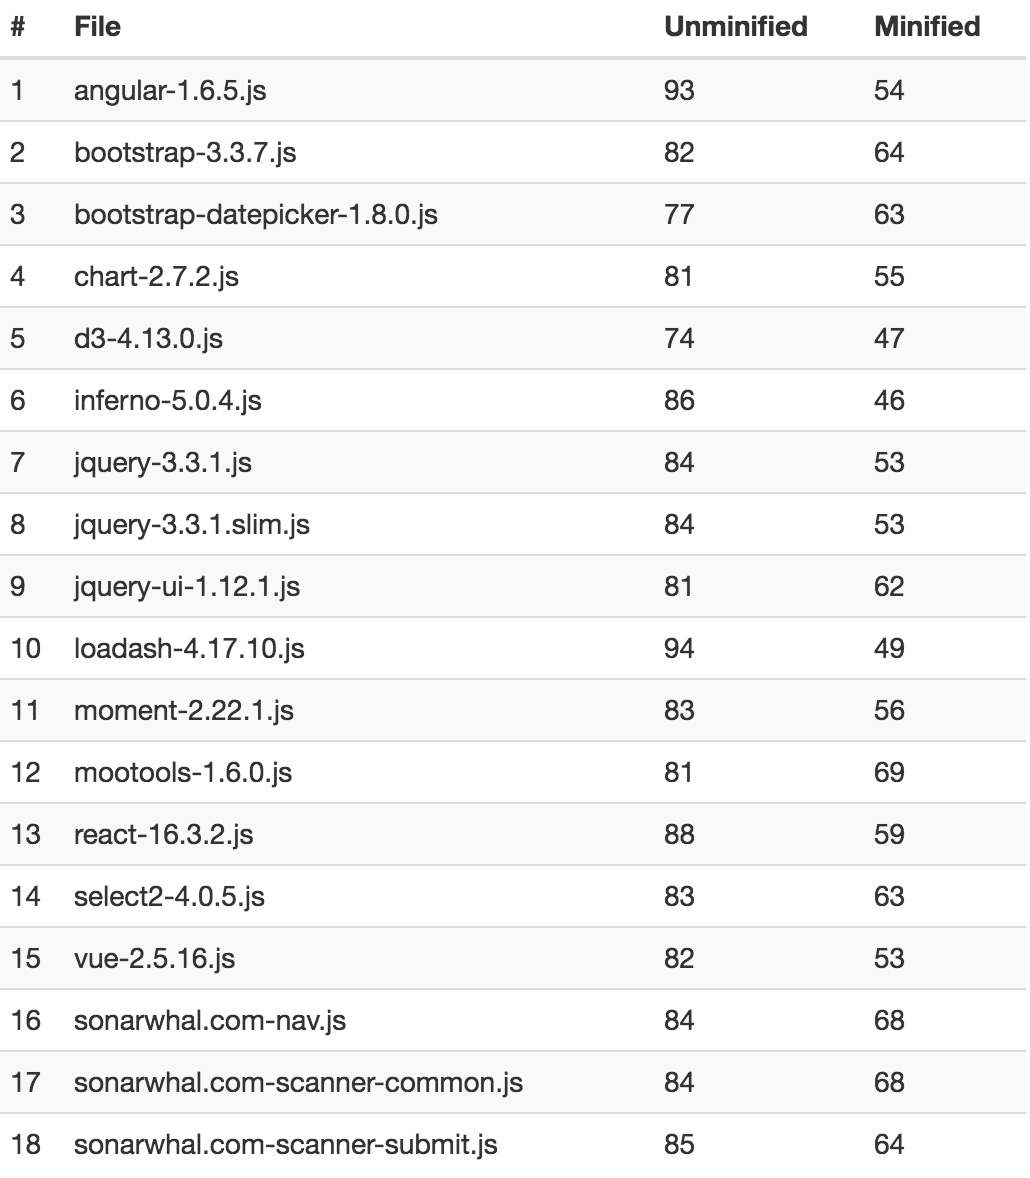 # File Unminified Minified
1 angular-1.6.5.js 93 54
2 bootstrap-3.3.7.js 82 64
3 bootstrap-datepicker-1.8.0.js 77 63
4 chart-2.7.2.js 81 55
5 d3-4.13.0.js 74 47
6 inferno-5.0.4.js 86 46
7 jquery-3.3.1.js 84 53
8 jquery-3.3.1.slim.js 84 53
9 jquery-ui-1.12.1.js 81 62
10 loadash-4.17.10.js 94 49
11 moment-2.22.1.js 83 56
12 mootools-1.6.0.js 81 69
13 react-16.3.2.js 88 59
14 select2-4.0.5.js 83 63
15 vue-2.5.16.js 82 53
16 sonarwhal.com-nav.js 84 68
17 sonarwhal.com-scanner-common.js 84 68
18 sonarwhal.com-scanner-submit.js 85 64